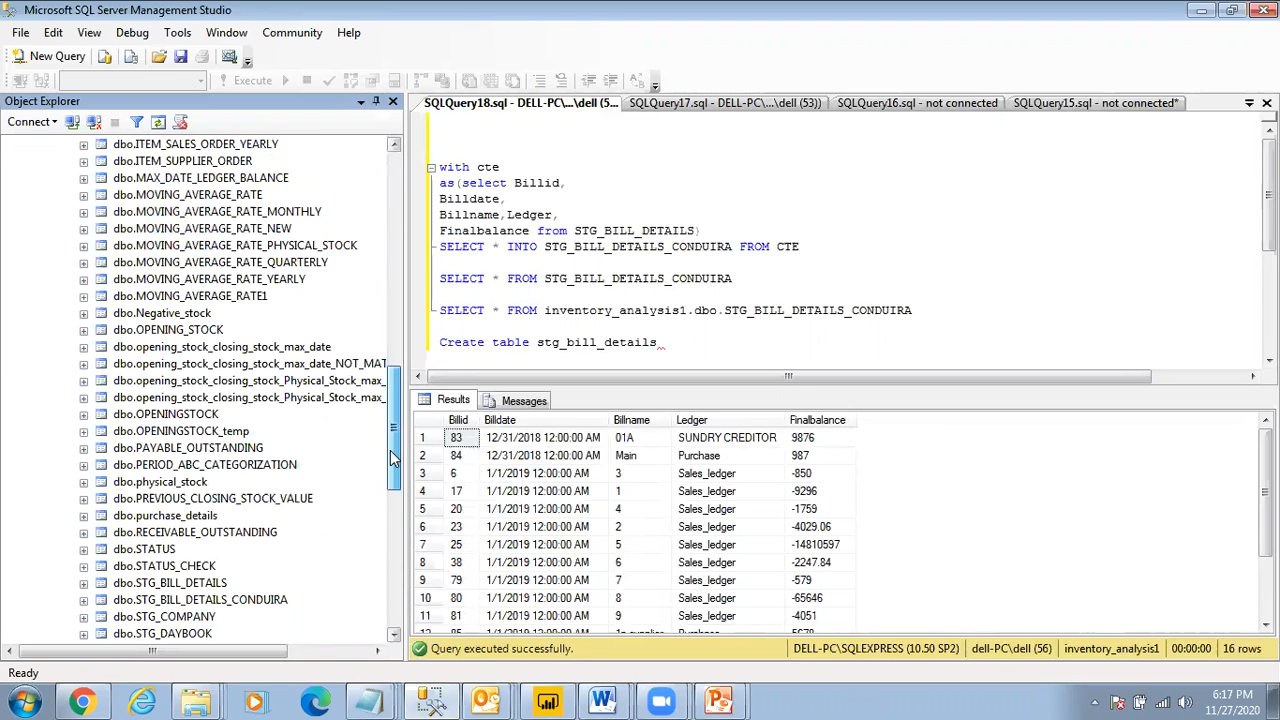 Microsoft SQL Server Management Studio
File Edit View Debug Tools Window Community Help
New Query
Execute
Object Explorer
SQLQuery18.sql - DELL-PC\...\dell (5... SQLQuery17.sql - DELL-PC\...\dell (53)) SQLQuery16.sql - not connected SQLQuery15.sql - not connected*
Connect
dbo.ITEM_SALES_ORDER_YEARLY
dbo.ITEM_SUPPLIER_ORDER
dbo.MAX_DATE_LEDGER_BALANCE
dbo.MOVING_AVERAGE_RATE
dbo.MOVING_AVERAGE_RATE_MONTHLY
dbo.MOVING_AVERAGE_RATE_NEW
dbo.MOVING_AVERAGE_RATE_PHYSICAL_STOCK
dbo.MOVING_AVERAGE_RATE_QUARTERLY
dbo.MOVING_AVERAGE_RATE_YEARLY
dbo.MOVING_AVERAGE_RATE1
dbo.Negative_stock
dbo.OPENING_STOCK
dbo.opening_stock_closing_stock_max_date
dbo.opening_stock_closing_stock_max_date_NOT_MAT
dbo.opening_stock_closing_stock_Physical_Stock_max_
dbo.opening_stock_closing_stock_Physical_Stock_max_
dbo.OPENINGSTOCK
dbo.OPENINGSTOCK_temp
dbo.PAYABLE_OUTSTANDING
dbo.PERIOD_ABC_CATEGORIZATION
dbo.physical_stock
dbo.PREVIOUS_CLOSING_STOCK_VALUE
dbo.purchase_details
dbo.RECEIVABLE_OUTSTANDING
dbo.STATUS
dbo.STATUS_CHECK
dbo.STG_BILL_DETAILS
dbo.STG_BILL_DETAILS_CONDUIRA
dbo.STG_COMPANY
dbo.STG_DAYBOOK
with cte
as(select Billid,
Billdate,
Billname,Ledger,
Finalbalance from STG_BILL_DETAILS)
SELECT * INTO STG_BILL_DETAILS_CONDUIRA FROM CTE
SELECT * FROM STG_BILL_DETAILS_CONDUIRA
SELECT * FROM inventory_analysis1.dbo.STG_BILL_DETAILS_CONDUIRA
Create table stg_bill_details
Results Messages
Billid Billdate Billname Ledger Finalbalance
1 83 12/31/2018 12:00:00 AM 01A SUNDRY CREDITOR 9876
2 84 12/31/2018 12:00:00 AM Main Purchase 987
3 6 1/1/2019 12:00:00 AM 3 Sales_ledger -850
4 17 1/1/2019 12:00:00 AM 1 Sales_ledger -9296
5 20 1/1/2019 12:00:00 AM 4 Sales_ledger -1759
6 23 1/1/2019 12:00:00 AM 2 Sales_ledger -4029.06
7 25 1/1/2019 12:00:00 AM 5 Sales_ledger -14810597
8 38 1/1/2019 12:00:00 AM 6 Sales_ledger -2247.84
9 79 1/1/2019 12:00:00 AM 7 Sales_ledger -579
10 80 1/1/2019 12:00:00 AM 8 Sales_ledger -65646
11 81 1/1/2019 12:00:00 AM 9 Sales_ledger -4051
Query executed successfully. DELL-PC\SQLEXPRESS (10.50 SP2) dell-PC\dell (56) inventory_analysis1 00:00:00 16 rows
Ready
6:17 PM
11/27/2020